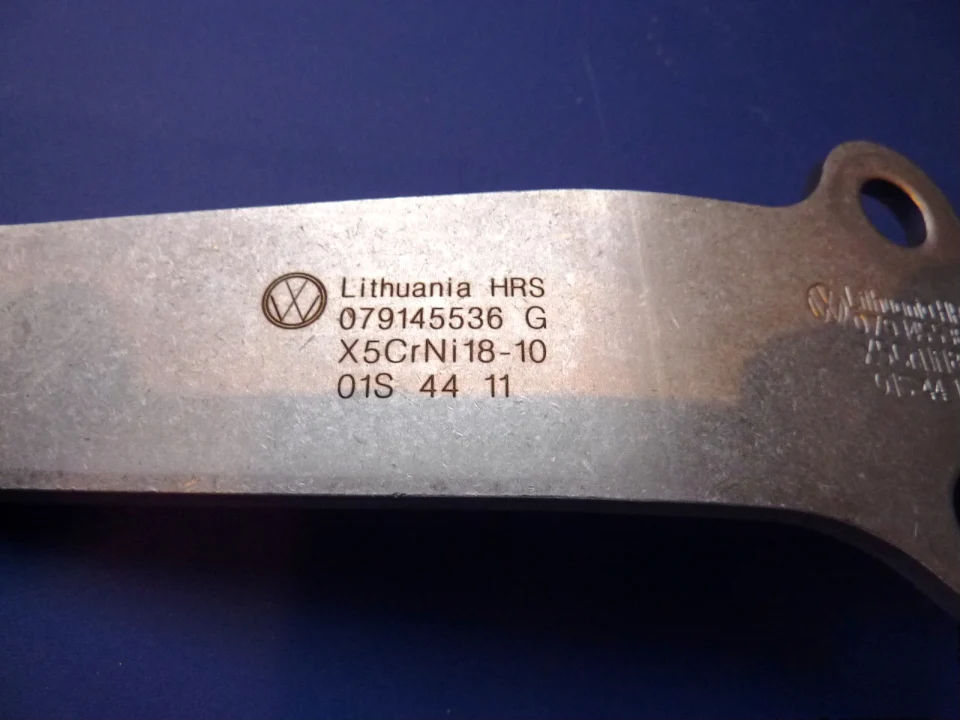 Lithuania HRS
079145536 G
X5CrNi18-10
01S 44 11